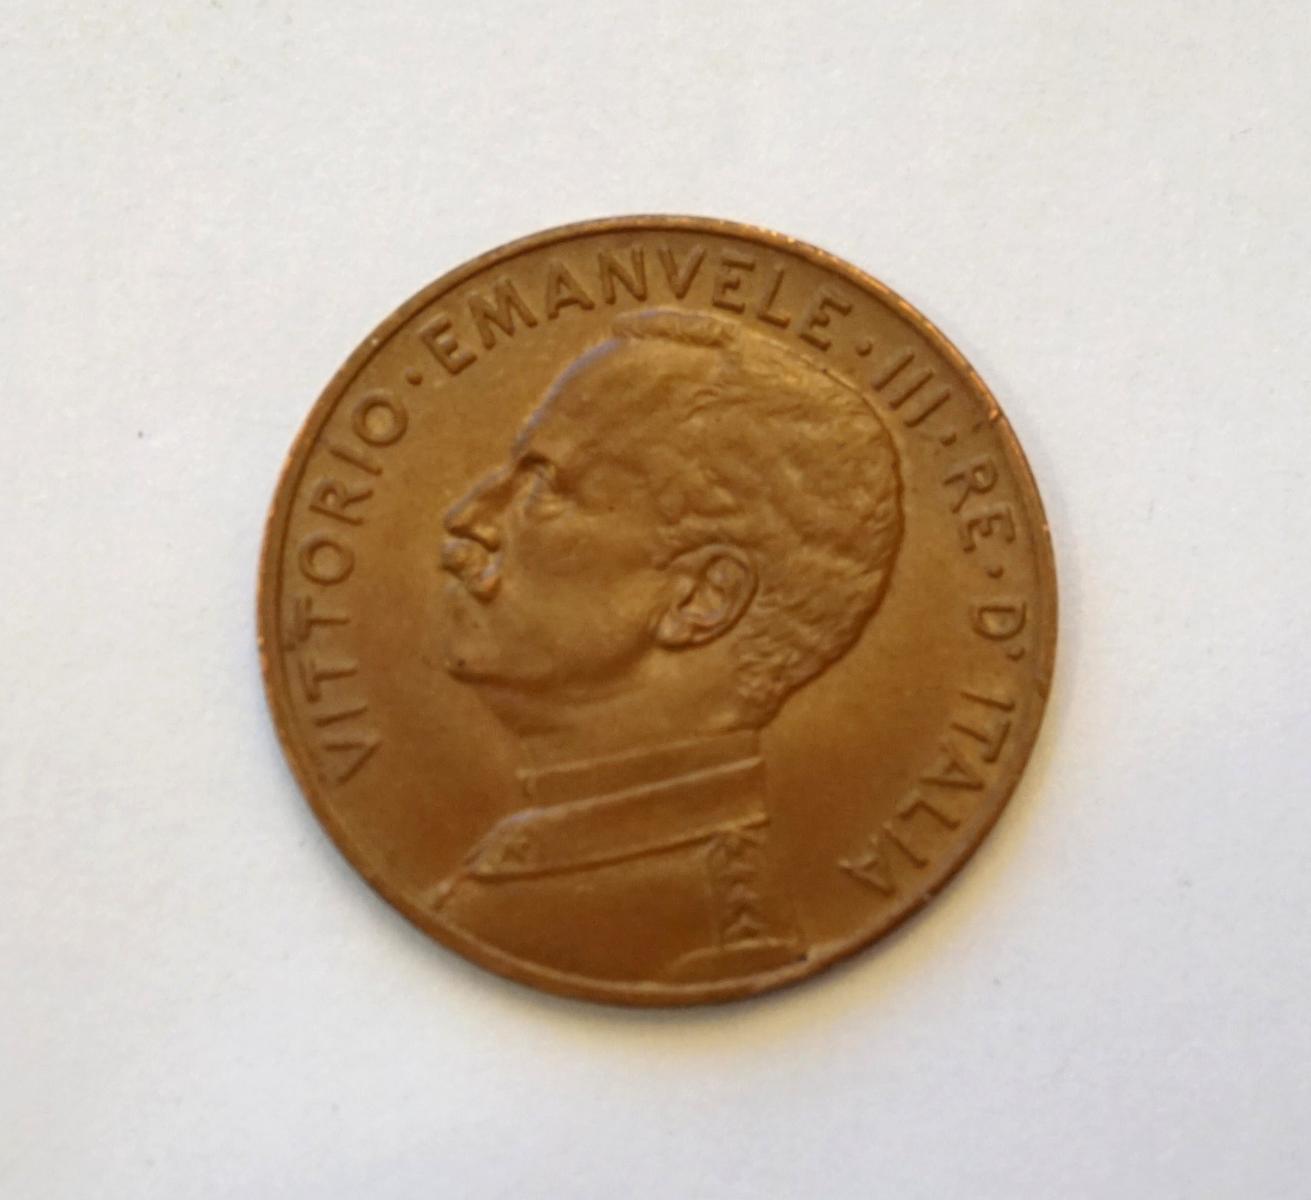 VITTORIO · EMANVELE · III · RE · D' ITALIA